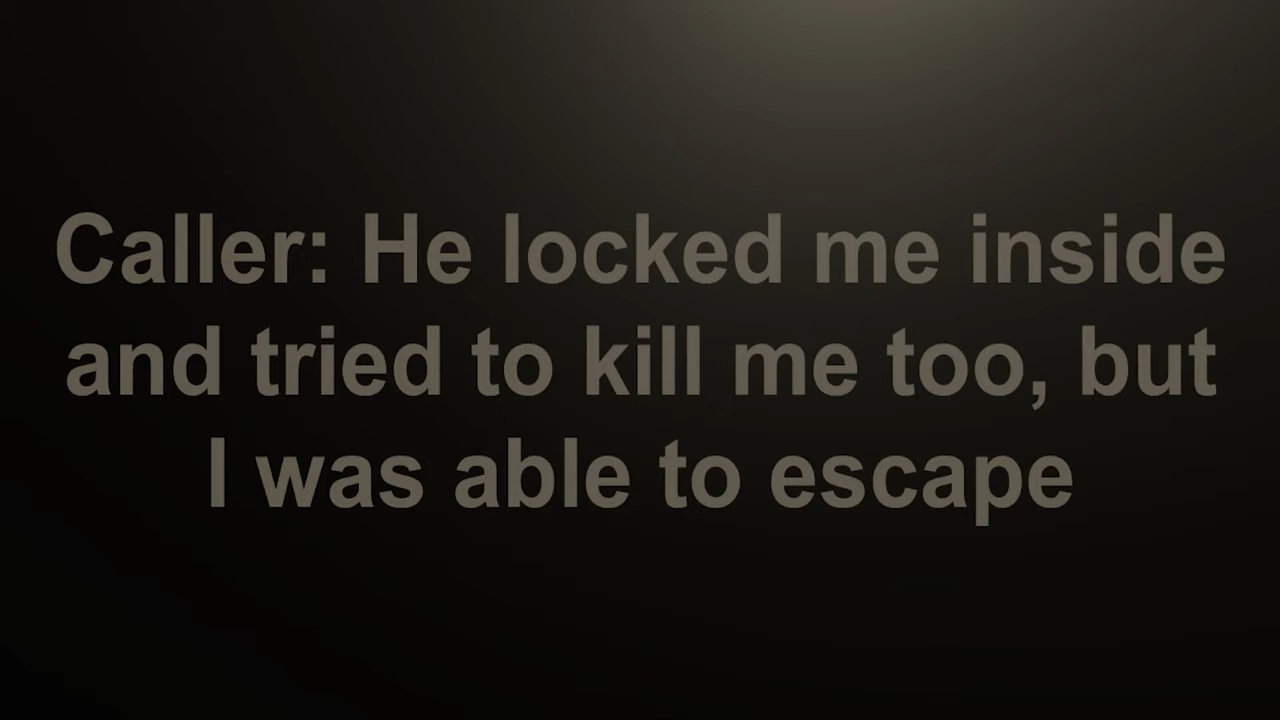 Caller: He locked me inside
and tried to kill me too, but
I was able to escape